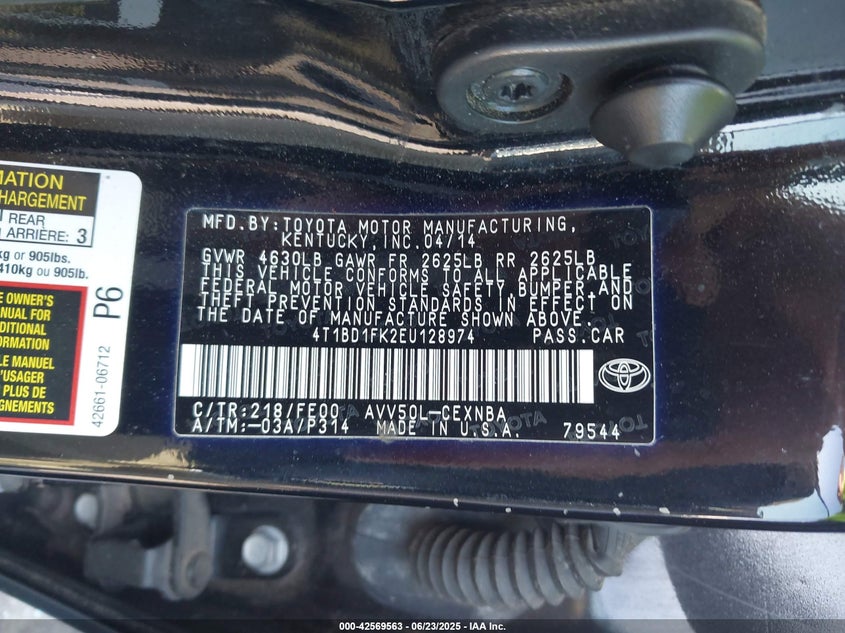 MATION
CHARGEMENT
REAR
ARRIÈRE: 3
kg or 905lbs.
410kg ou 905lb.
E OWNER'S
MANUAL FOR
DITIONAL
FORMATION
LE MANUEL
'USAGER
PLUS DE
EIGNEMENTS
P6
42661-06712
MFD.BY:TOYOTA MOTOR MANUFACTURING,
KENTUCKY,INC.04/14
GVWR 4630LB GAWR FR 2625LB RR 2625LB
THIS VEHICLE CONFORMS TO ALL APPLICABLE
FEDERAL MOTOR VEHICLE SAFETY BUMPER AND
THEFT PREVENTION STANDARDS IN EFFECT ON
THE DATE OF MANUFACTURE SHOWN ABOVE.
4T1BD1FK2EU128974 PASS.CAR
C/TR:218/FE00 AVV50L-CEXNBA
A/TM:-03A/P314 MADE IN U.S.A. 79544
TOYOTA
000-42569563 - 06/23/2025 - IAA Inc.